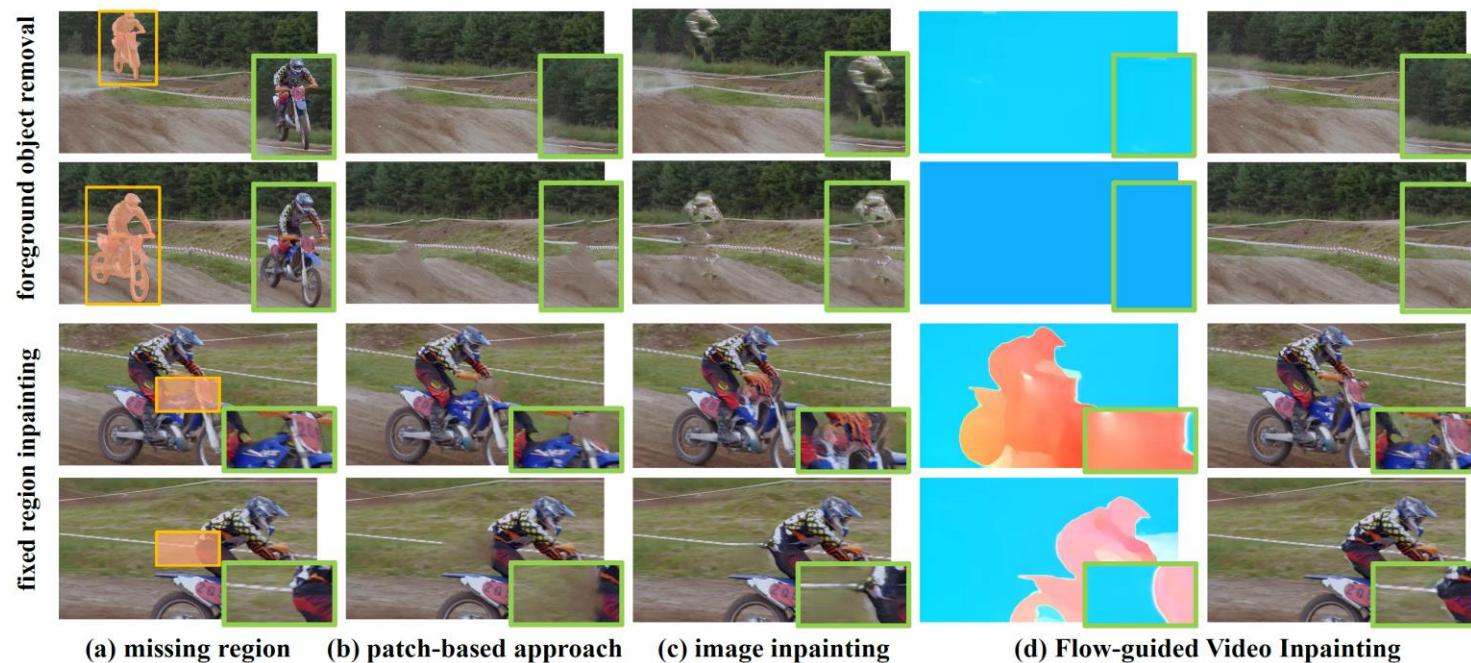 foreground object removal
fixed region inpainting
(a) missing region
(b) patch-based approach
(c) image inpainting
(d) Flow-guided Video Inpainting